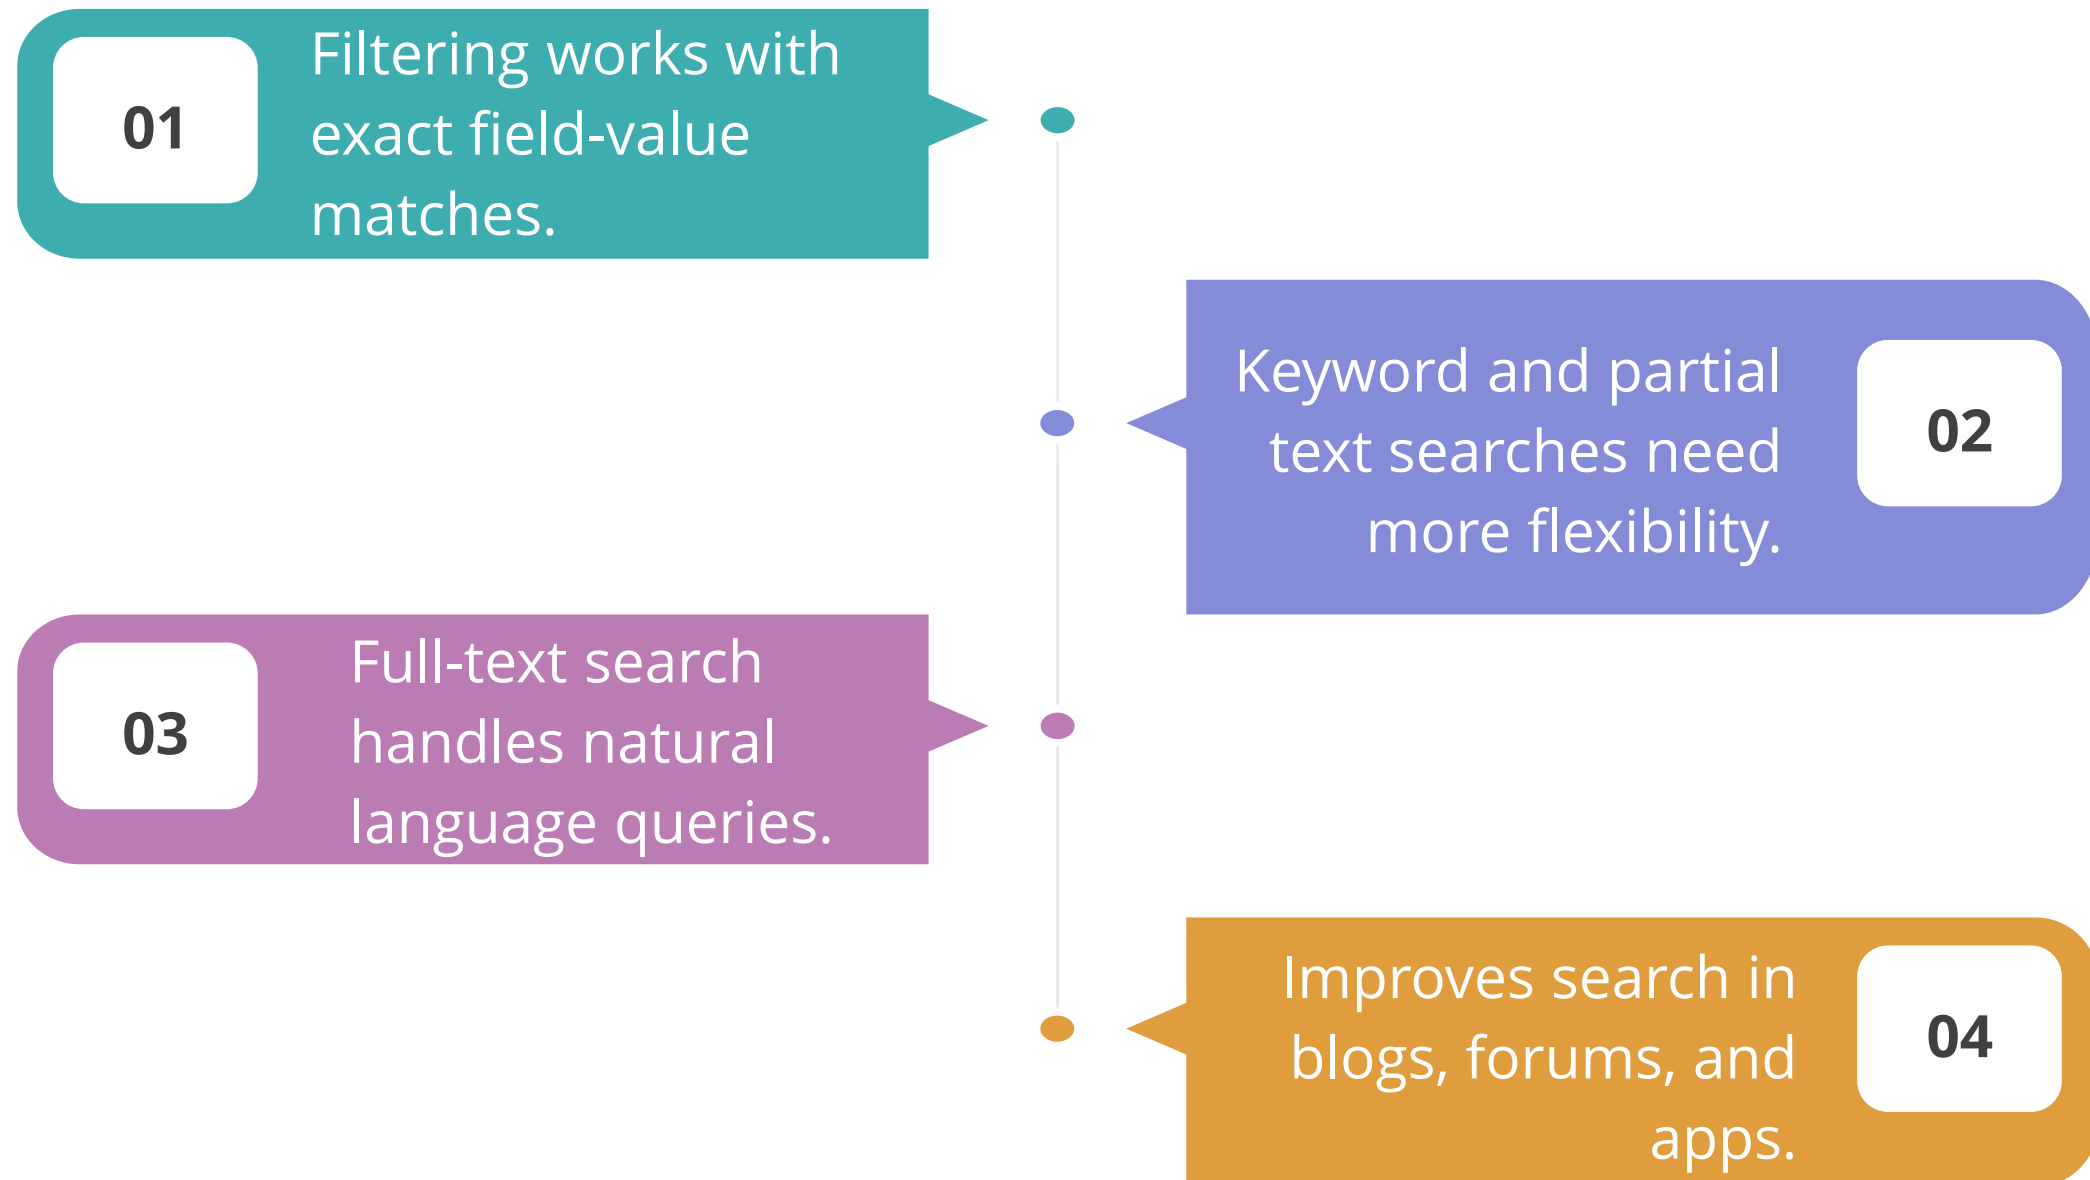 01
Filtering works with
exact field-value
matches.
Keyword and partial
text searches need
more flexibility.
02
03
Full-text search
handles natural
language queries.
Improves search in
blogs, forums, and
apps.
04